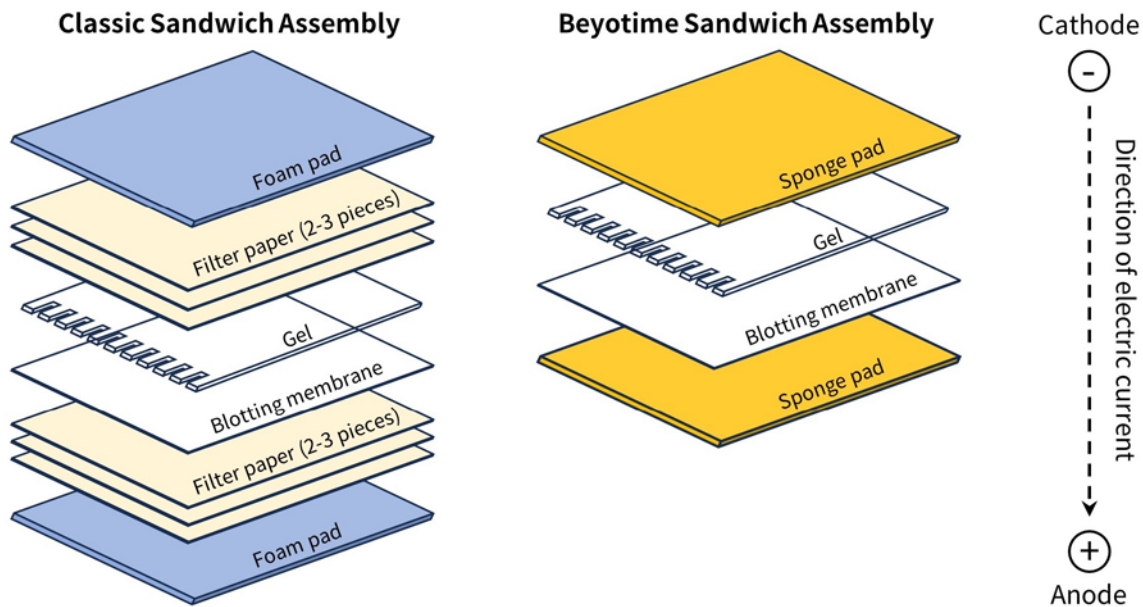 Classic Sandwich Assembly
Foam pad
Filter paper (2-3 pieces)
Gel
Blotting membrane
Filter paper (2-3 pieces)
Foam pad
Beyotime Sandwich Assembly
Sponge pad
Gel
Blotting membrane
Sponge pad
Cathode
-
Direction of electric current
+
Anode